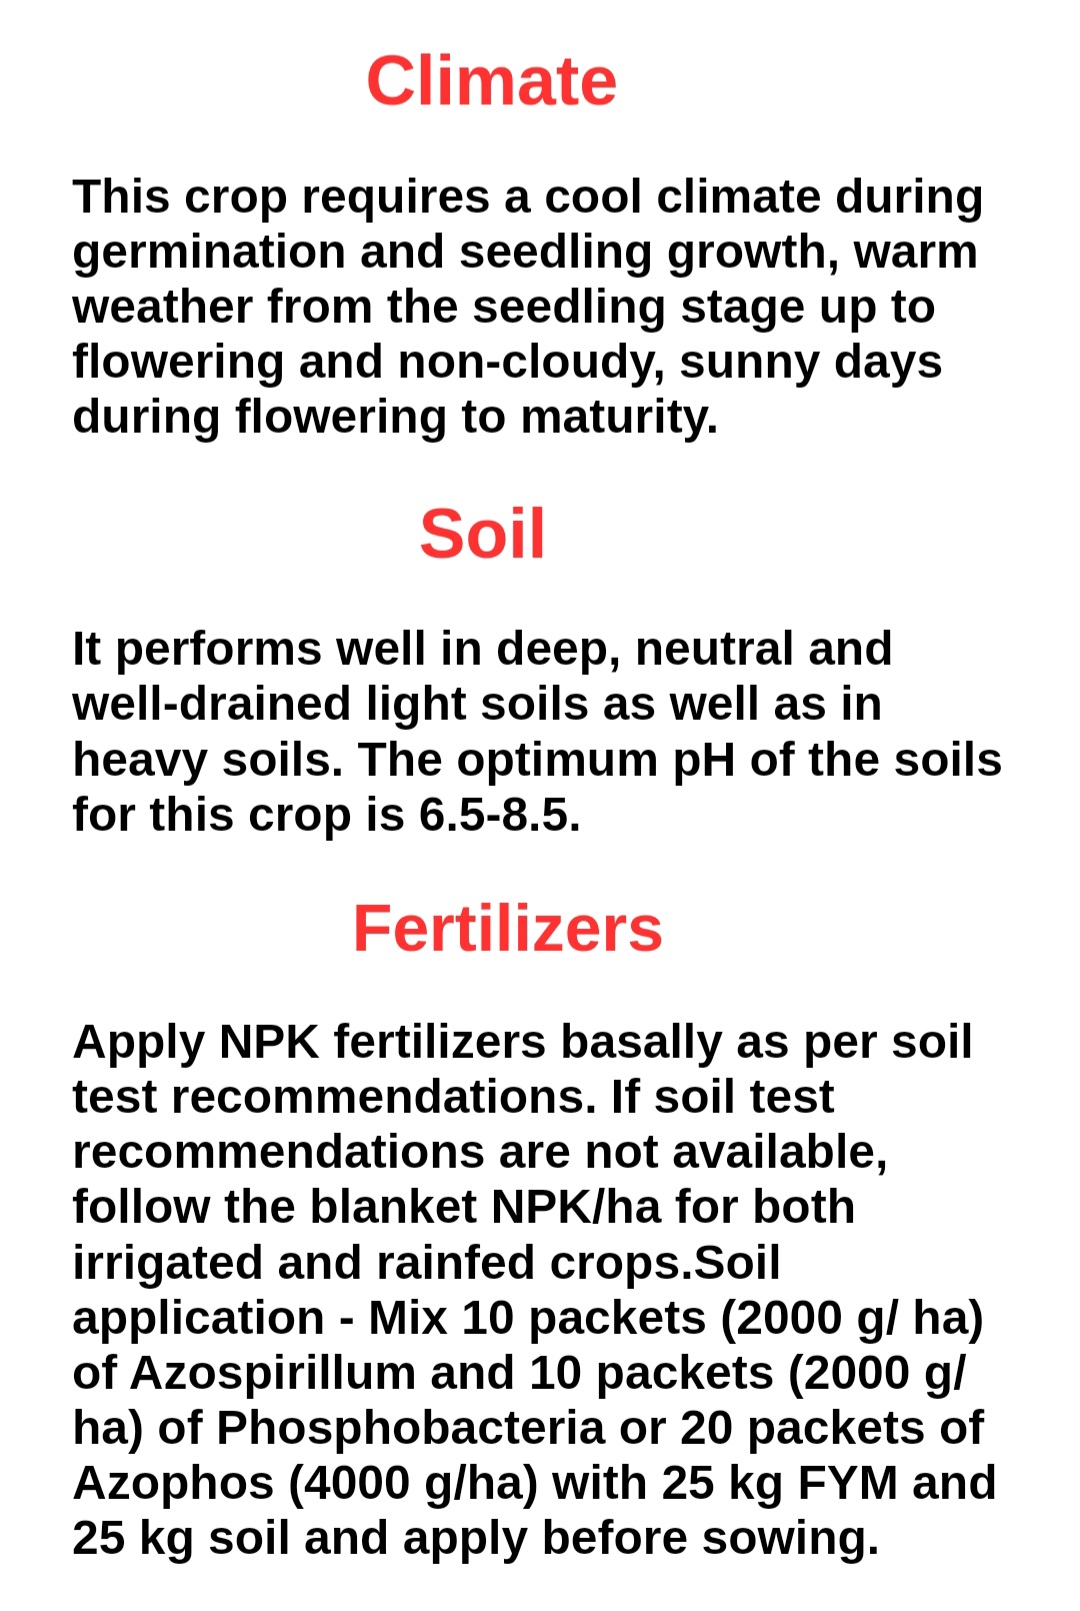 Climate
This crop requires a cool climate during
germination and seedling growth, warm
weather from the seedling stage up to
flowering and non-cloudy, sunny days
during flowering to maturity.
Soil
It performs well in deep, neutral and
well-drained light soils as well as in
heavy soils. The optimum pH of the soils
for this crop is 6.5-8.5.
Fertilizers
Apply NPK fertilizers basally as per soil
test recommendations. If soil test
recommendations are not available,
follow the blanket NPK/ha for both
irrigated and rainfed crops.Soil
application - Mix 10 packets (2000 g/ ha)
of Azospirillum and 10 packets (2000 g/
ha) of Phosphobacteria or 20 packets of
Azophos (4000 g/ha) with 25 kg FYM and
25 kg soil and apply before sowing.